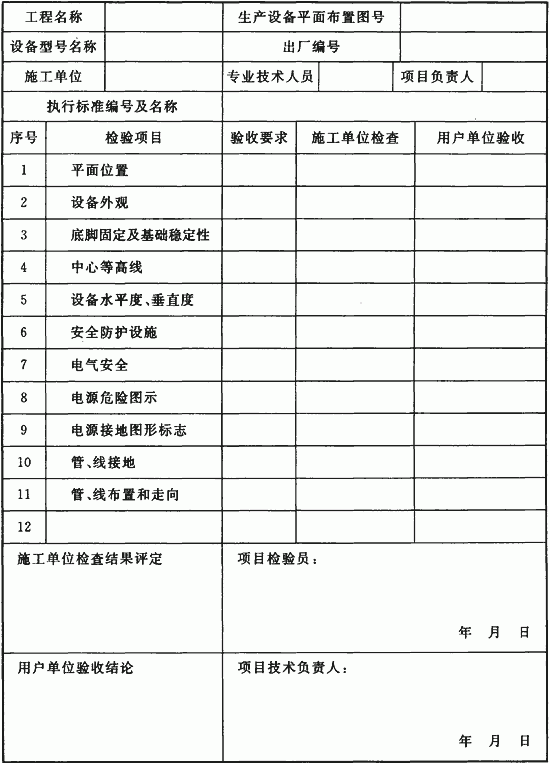 工程名称 生产设备平面布置图号
设备型号名称 出厂编号
施工单位 专业技术人员 项目负责人
执行标准编号及名称
序号 检验项目 验收要求 施工单位检查 用户单位验收
1 平面位置
2 设备外观
3 底脚固定及基础稳定性
4 中心等高线
5 设备水平度、垂直度
6 安全防护设施
7 电气安全
8 电源危险图示
9 电源接地图形标志
10 管、线接地
11 管、线布置和走向
12
施工单位检查结果评定 项目检验员：
年 月 日
用户单位验收结论 项目技术负责人：
年 月 日